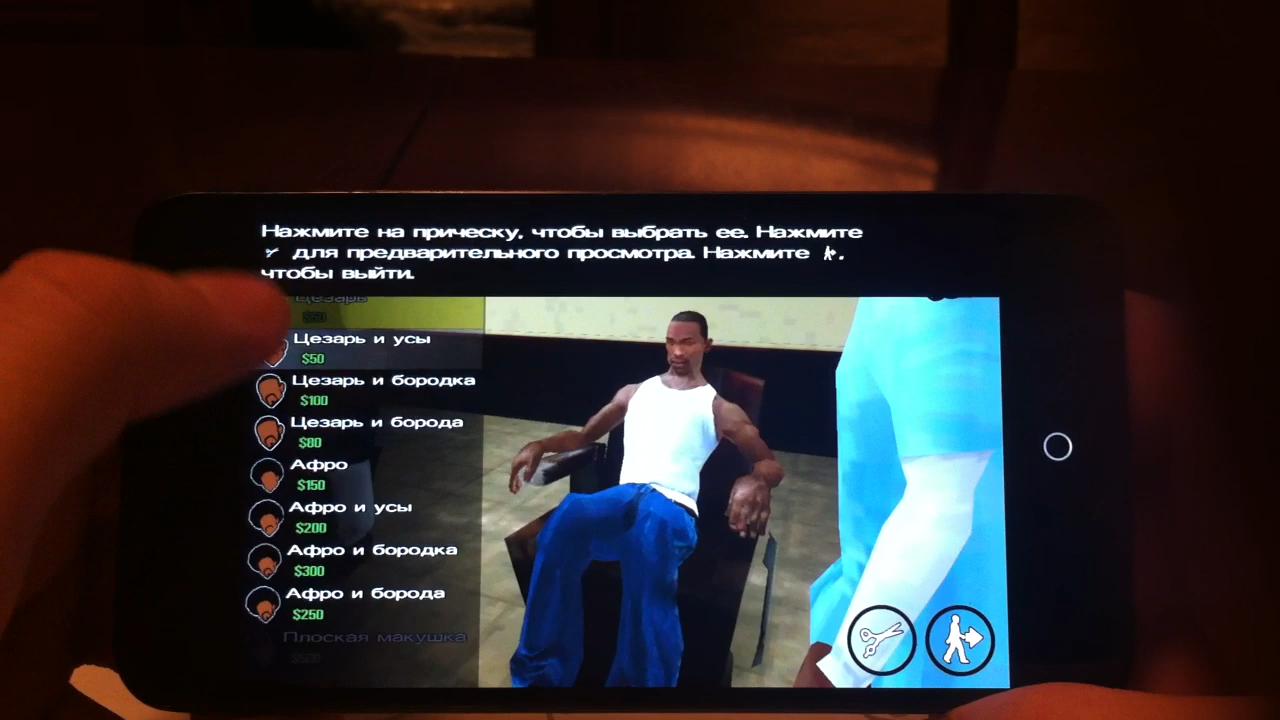 Нажмите на прическу, чтобы выбрать ее. Нажмите
для предварительного просмотра. Нажмите ,
чтобы выйти.
Цезарь
$50
Цезарь и усы
$50
Цезарь и бородка
$100
Цезарь и борода
$80
Афро
$150
Афро и усы
$200
Афро и бородка
$300
Афро и борода
$250
Плоская макушка